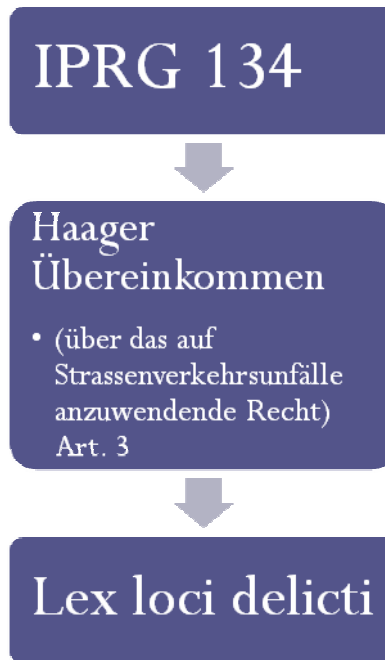 IPRG 134
Haager
Übereinkommen
• (über das auf
Strassenverkehrsunfälle
anzuwendende Recht)
Art. 3
Lex loci delicti